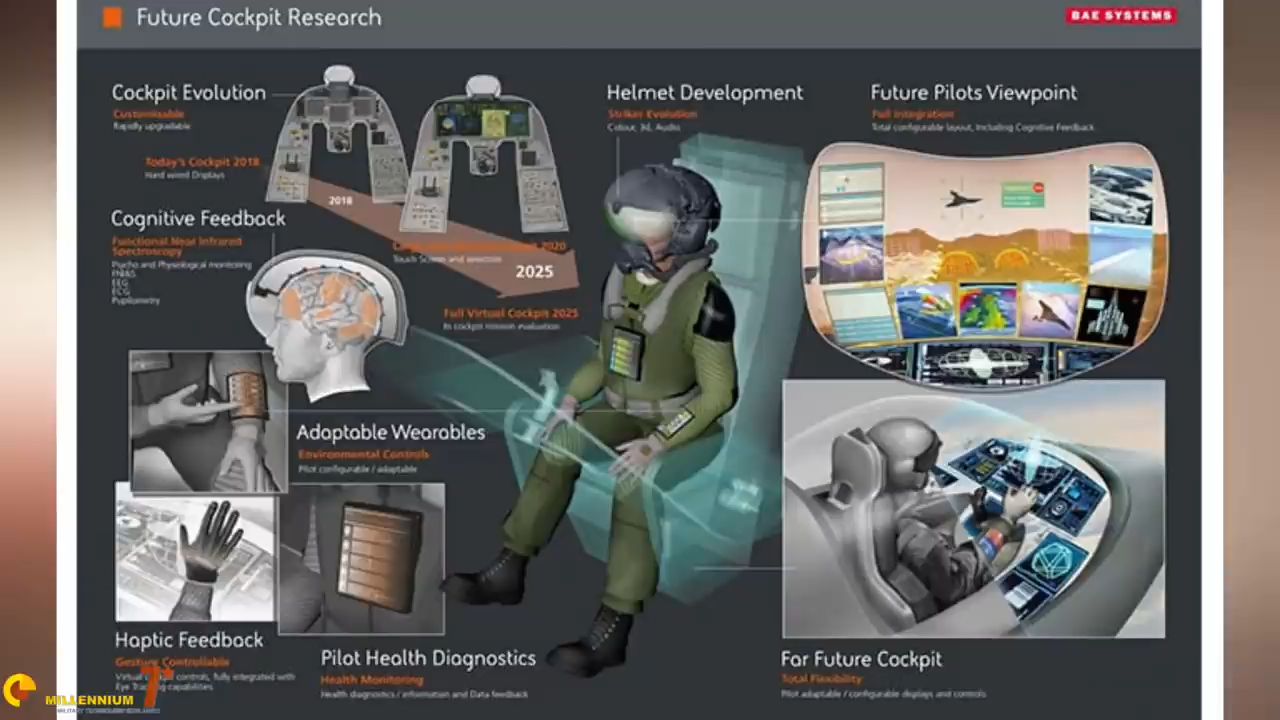 Future Cockpit Research
BAE SYSTEMS
Cockpit Evolution
Customisable
Rapidly upgradable
Today's Cockpit 2018
Hard wired Displays
2018
2020
Touch Screen and
2025
Full Virtual Cockpit 2025
In cockpit mission evaluation
Cognitive Feedback
Functional Near Infrared
Spectroscopy
Psycho and Physiological monitoring
FNIRS
EEG
ECG
Pupilometry
Helmet Development
Striker Evolution
Colour, 3d, Audio
Future Pilots Viewpoint
Full Integration
Total configurable layout, Including Cognitive Feedback
Adaptable Wearables
Environmental Controls
Pilot configurable / adaptable
Haptic Feedback
Gesture Controllable
Virtual controls, fully integrated with
Eye Tracking capabilities
Pilot Health Diagnostics
Health Monitoring
Health diagnostics / information and Data feedback
Far Future Cockpit
Total Flexibility
Pilot adaptable / configurable displays and controls
MILLENNIUM 7*